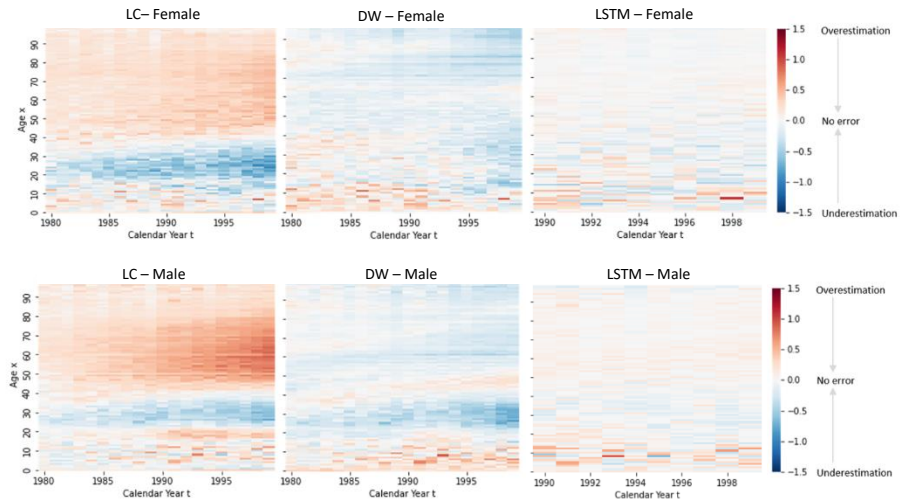 LC– Female
DW – Female
LSTM – Female
Age x
90
80
70
60
50
40
30
20
10
0
1980 1985 1990 1995
Calendar Year t
1980 1985 1990 1995
Calendar Year t
1990 1992 1994 1996 1998
Calendar Year t
1.5
1.0
0.5
0.0
−0.5
−1.0
−1.5
Overestimation
No error
Underestimation
LC – Male
DW – Male
LSTM – Male
Age x
90
80
70
60
50
40
30
20
10
0
1980 1985 1990 1995
Calendar Year t
1980 1985 1990 1995
Calendar Year t
1990 1992 1994 1996 1998
Calendar Year t
1.5
1.0
0.5
0.0
−0.5
−1.0
−1.5
Overestimation
No error
Underestimation